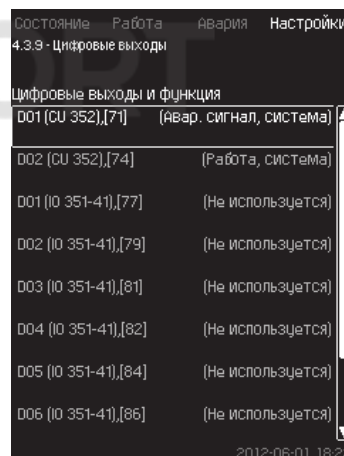 Состояние Работа Авария Настройки
4.3.9 - Цифровые выходы
Цифровые выходы и функция
DO1 (CU 352),[71] (Авар. сигнал, система)
DO2 (CU 352),[74] (Работа, система)
DO1 (IO 351-41),[77] (Не используется)
DO2 (IO 351-41),[79] (Не используется)
DO3 (IO 351-41),[81] (Не используется)
DO4 (IO 351-41),[82] (Не используется)
DO5 (IO 351-41),[84] (Не используется)
DO6 (IO 351-41),[86] (Не используется)
2012-06-01 18:2